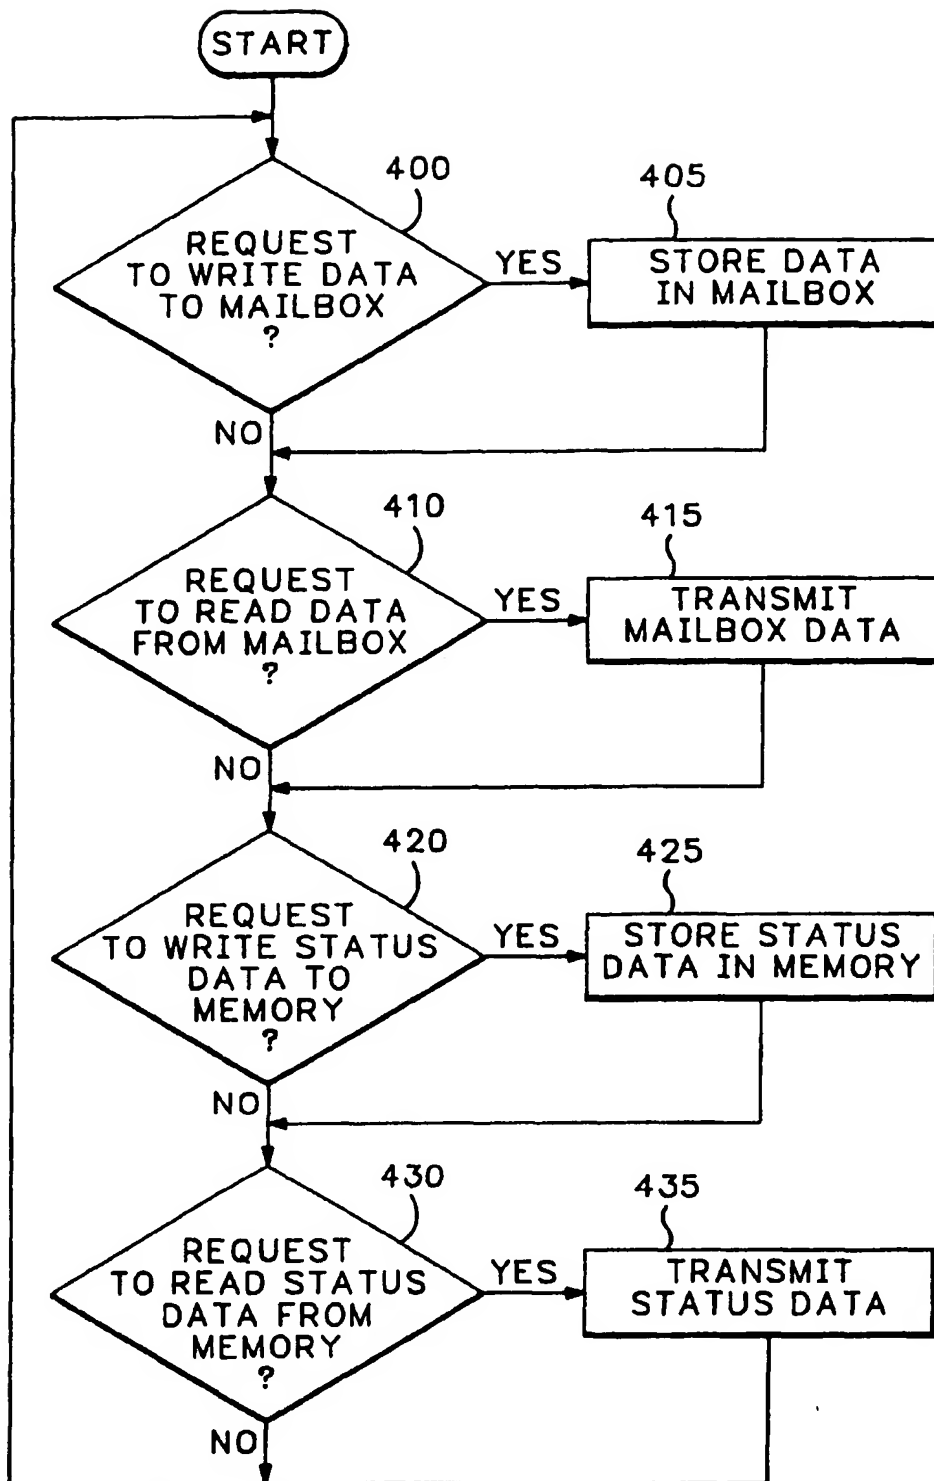 START
400
REQUEST
TO WRITE DATA
TO MAILBOX
?
YES
405
STORE DATA
IN MAILBOX
NO
410
REQUEST
TO READ DATA
FROM MAILBOX
?
YES
415
TRANSMIT
MAILBOX DATA
NO
420
REQUEST
TO WRITE STATUS
DATA TO
MEMORY
?
YES
425
STORE STATUS
DATA IN MEMORY
NO
430
REQUEST
TO READ STATUS
DATA FROM
MEMORY
?
YES
435
TRANSMIT
STATUS DATA
NO